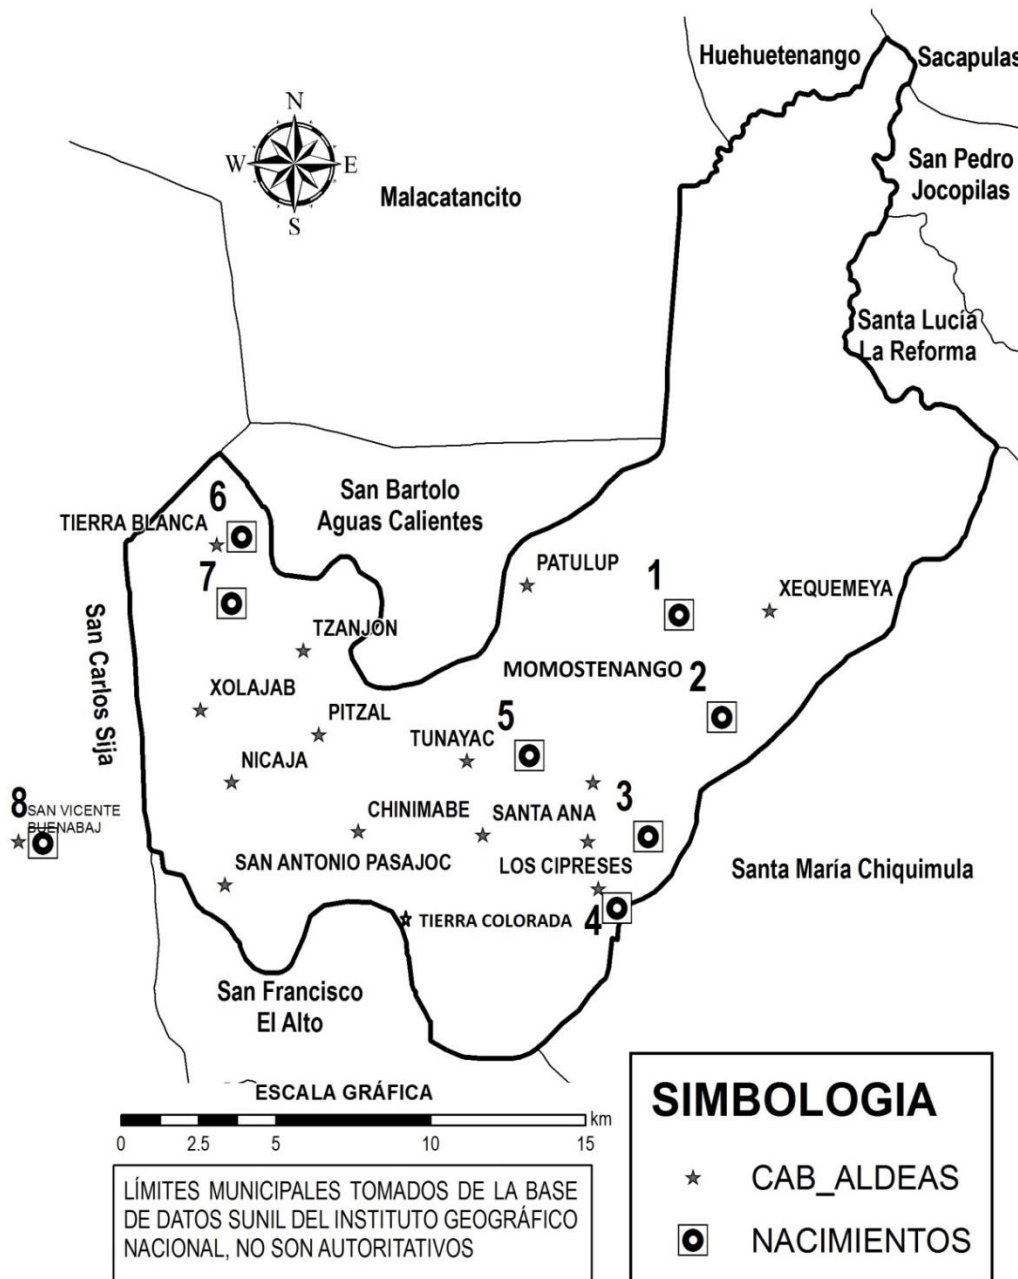 Huehuetenango
Sacapulas
N
W
E
S
San Pedro
Jocopilas
Malacatancito
Santa Lucía
La Reforma
San Bartolo
Aguas Calientes
6
TIERRA BLANCA
7
PATULUP
1
XEQUEMEYA
San Carlos Sija
TZANJON
MOMOSTENANGO
2
XOLAJAB
PITZAL
5
TUNAYAC
NICAJA
8
SAN VICENTE
BUENABAJ
CHINIMABE
SANTA ANA
3
SAN ANTONIO PASAJOC
LOS CIPRESES
Santa María Chiquimula
TIERRA COLORADA
4
San Francisco
El Alto
ESCALA GRÁFICA
km
0 2.5 5 10 15
LÍMITES MUNICIPALES TOMADOS DE LA BASE
DE DATOS SUNIL DEL INSTITUTO GEOGRÁFICO
NACIONAL, NO SON AUTORITATIVOS
SIMBOLOGIA
CAB_ALDEAS
NACIMIENTOS